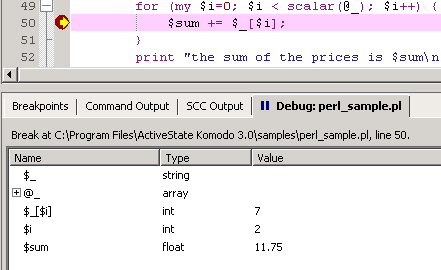 49 for (my $i=0; $i < scalar(@_); $i++) {
50 $sum += $_[$i];
51 }
52 print "the sum of the prices is $sum\n
Breakpoints Command Output SCC Output Debug: perl_sample.pl
Break at C:\Program Files\ActiveState Komodo 3.0\samples\perl_sample.pl, line 50.
Name Type Value
$_ string
@_ array
$_[$i] int 7
$i int 2
$sum float 11.75